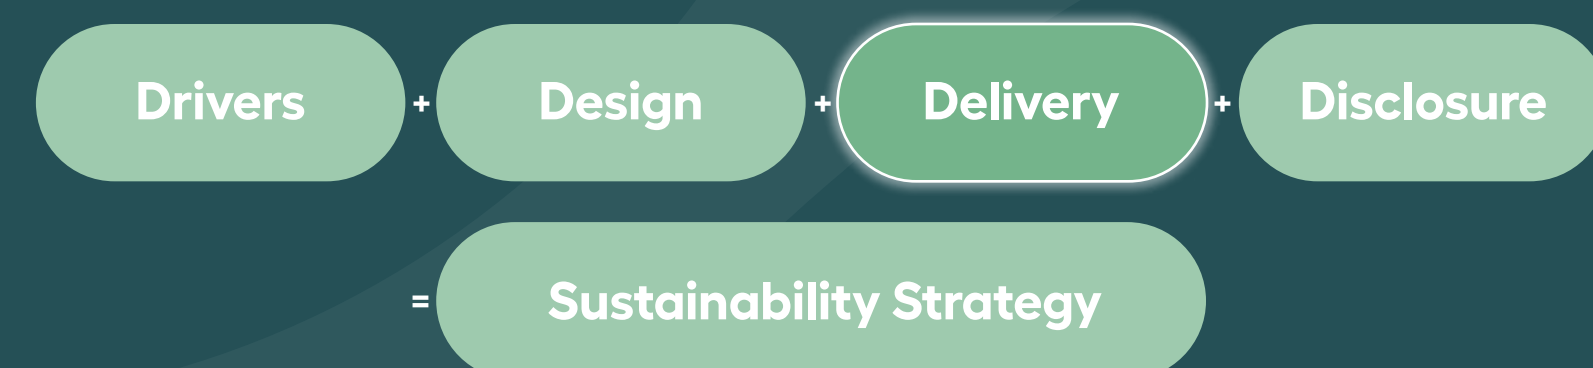 Drivers + Design + Delivery + Disclosure
= Sustainability Strategy